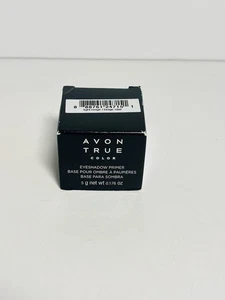 AVON
TRUE
COLOR
EYESHADOW PRIMER
BASE POUR OMBRE À PAUPIÈRES
BASE PARA SOMBRA
5 g net wt 0.176 OZ